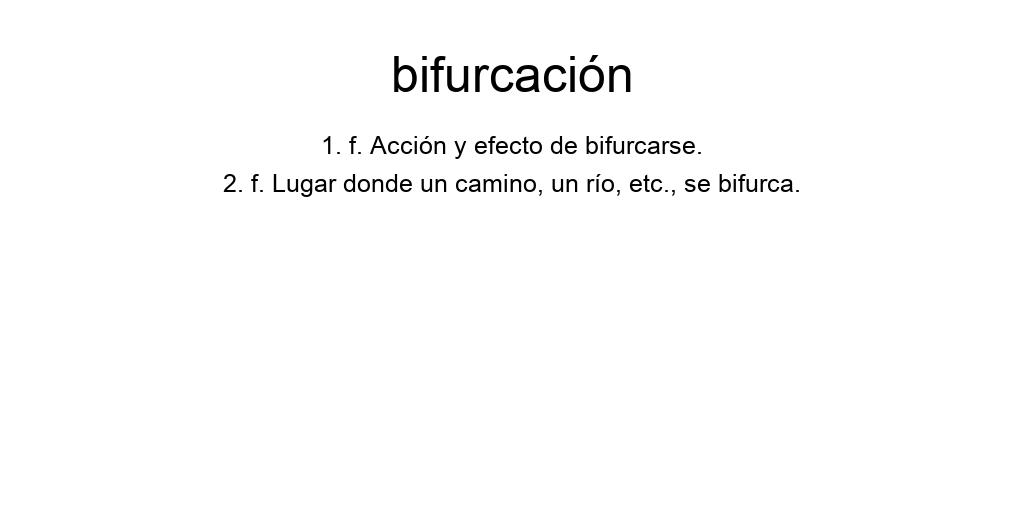 bifurcación
1. f. Acción y efecto de bifurcarse.
2. f. Lugar donde un camino, un río, etc., se bifurca.